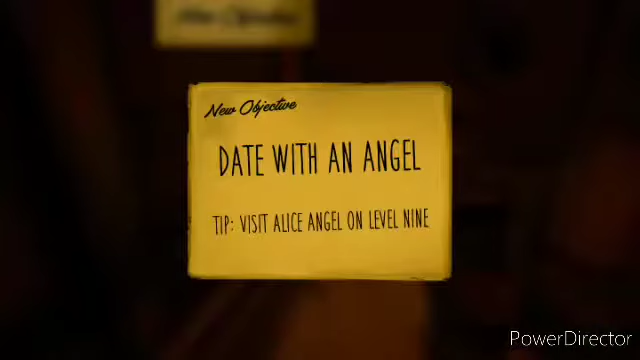 New Objective
DATE WITH AN ANGEL
TIP: VISIT ALICE ANGEL ON LEVEL NINE
PowerDirector